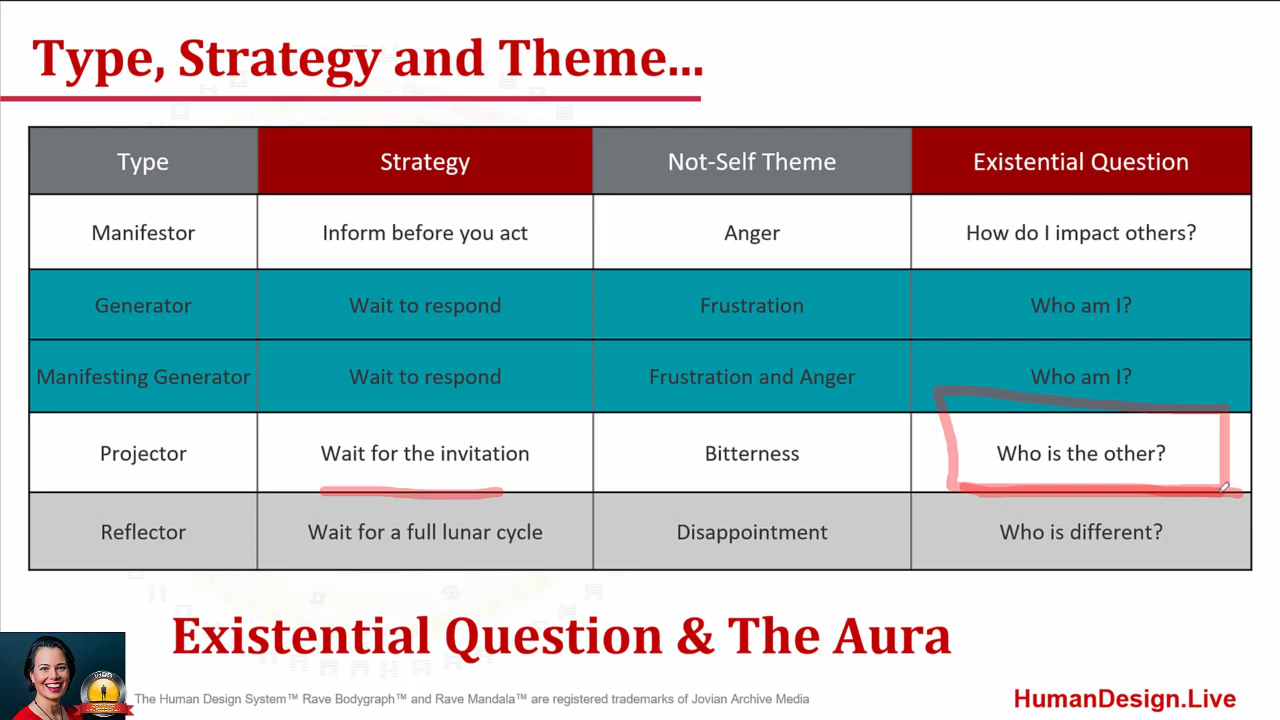 Type, Strategy and Theme...
Type Strategy Not-Self Theme Existential Question
Manifestor Inform before you act Anger How do I impact others?
Generator Wait to respond Frustration Who am I?
Manifesting Generator Wait to respond Frustration and Anger Who am I?
Projector Wait for the invitation Bitterness Who is the other?
Reflector Wait for a full lunar cycle Disappointment Who is different?
Existential Question & The Aura
The Human Design System™ Rave Bodygraph™ and Rave Mandala™ are registered trademarks of Jovian Archive Media
HumanDesign.Live